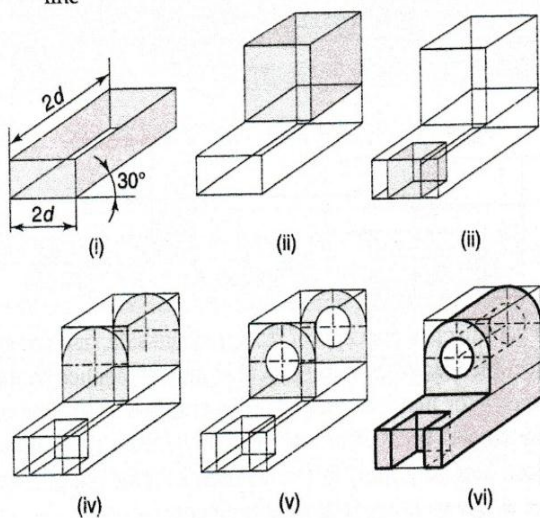 line
2d
30°
2d
(i)
(ii)
(ii)
(iv)
(v)
(vi)